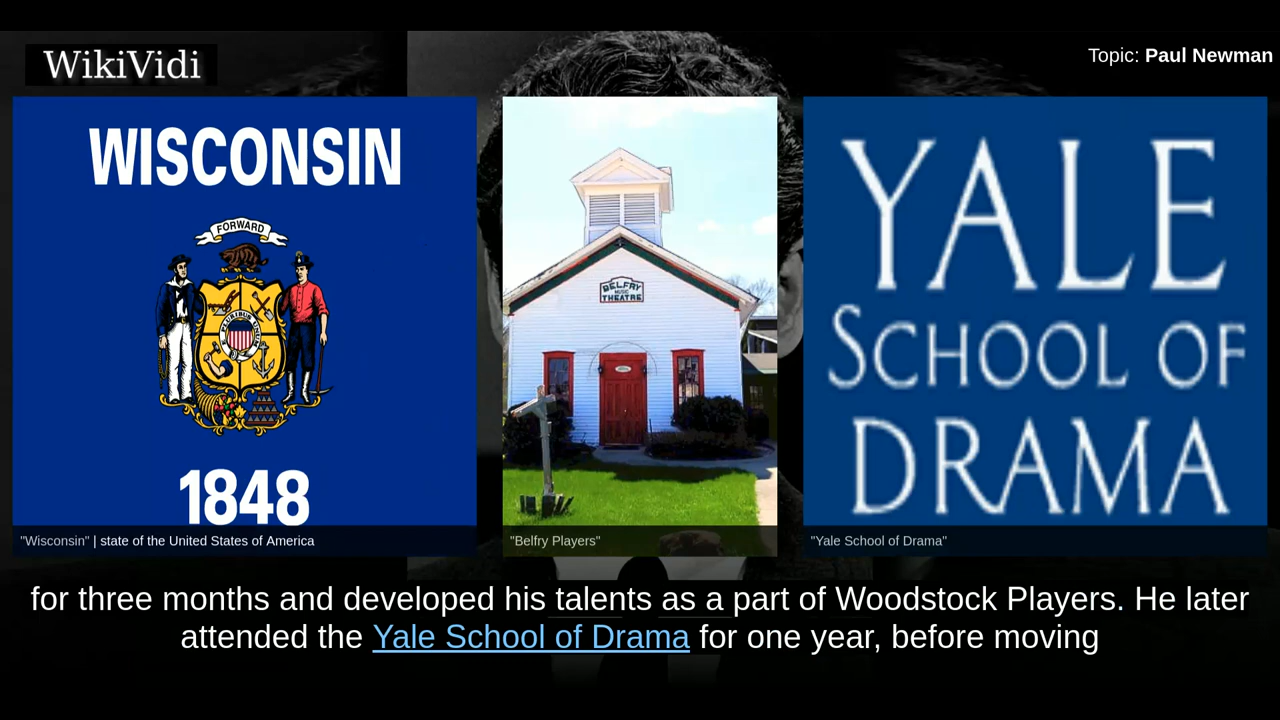 WikiVidi
Topic: Paul Newman
WISCONSIN
FORWARD
E PLURIBUS UNUM
1848
"Wisconsin" | state of the United States of America
BELFRY
MUSIC
THEATRE
"Belfry Players"
YALE
SCHOOL OF
DRAMA
"Yale School of Drama"
for three months and developed his talents as a part of Woodstock Players. He later
attended the Yale School of Drama for one year, before moving